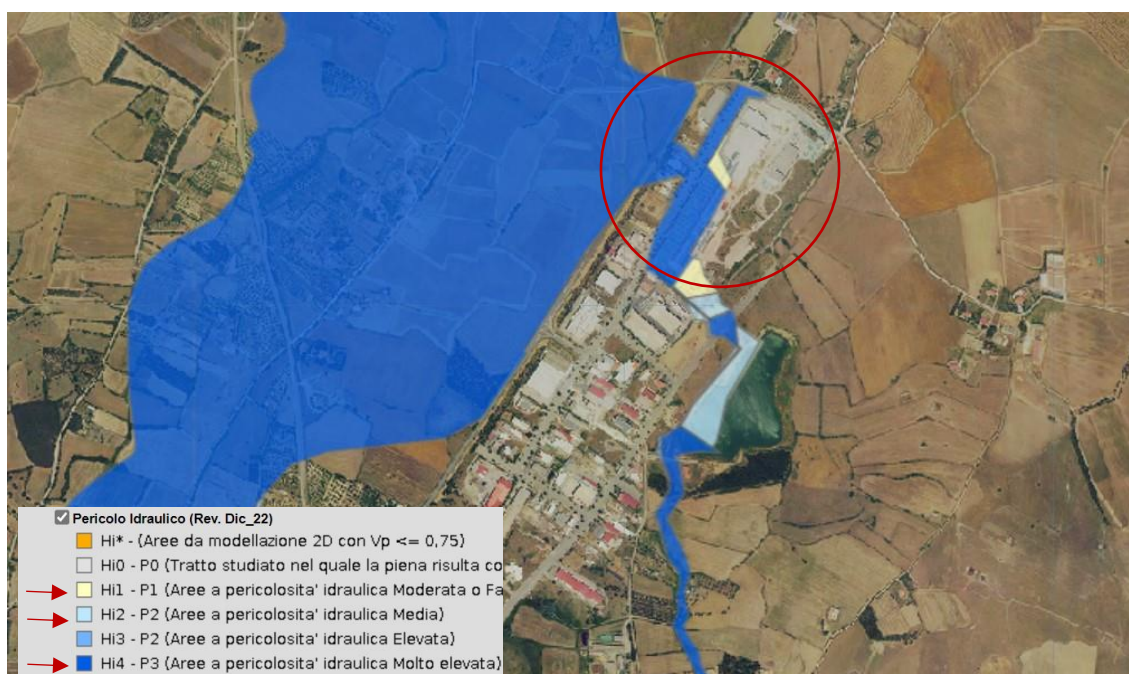 Pericolo Idraulico (Rev. Dic_22)
Hi* - (Aree da modellazione 2D con Vp <= 0,75)
Hi0 - P0 (Tratto studiato nel quale la piena risulta co
Hi1 - P1 (Aree a pericolosita' idraulica Moderata o Fa
Hi2 - P2 (Aree a pericolosita' idraulica Media)
Hi3 - P2 (Aree a pericolosita' idraulica Elevata)
Hi4 - P3 (Aree a pericolosita' idraulica Molto elevata)